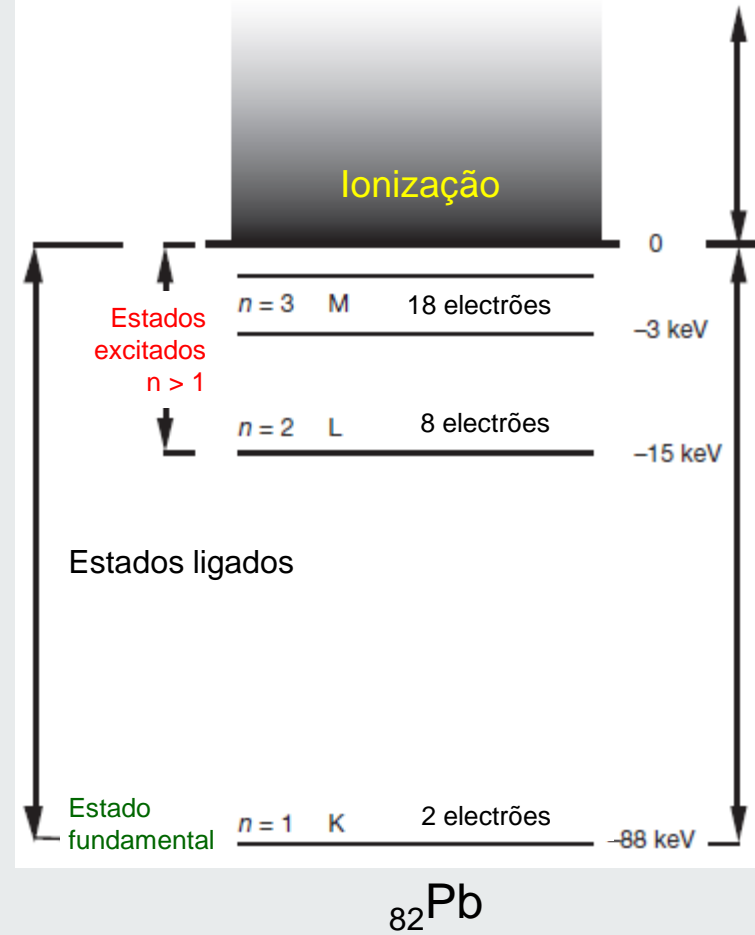 Ionização
0
n = 3 M 18 electrões
–3 keV
Estados
excitados
n > 1
n = 2 L 8 electrões
–15 keV
Estados ligados
Estado
fundamental
n = 1 K 2 electrões
–88 keV
₈₂Pb